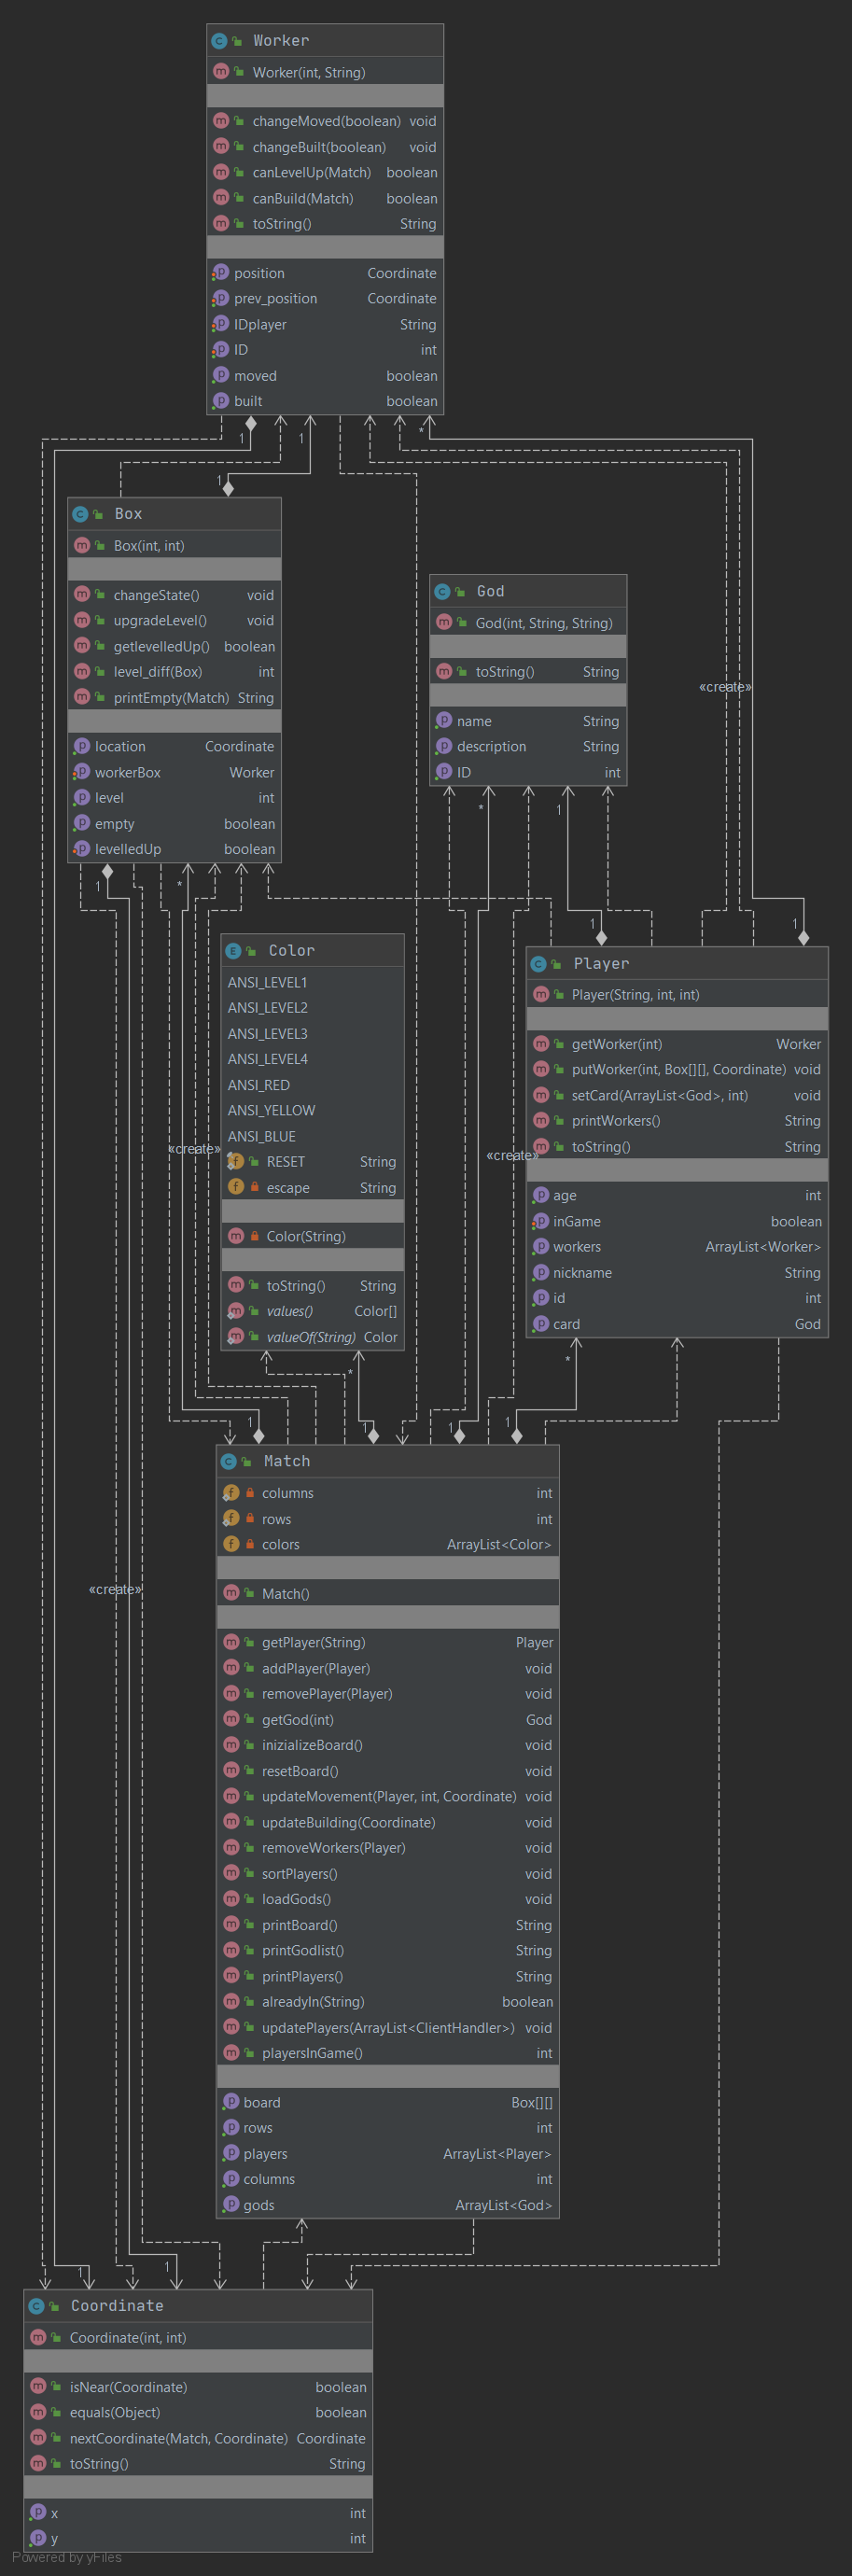 Worker
Worker(int, String)
changeMoved(boolean) void
changeBuilt(boolean) void
canLevelUp(Match) boolean
canBuild(Match) boolean
toString() String
position Coordinate
prev_position Coordinate
IDplayer String
ID int
moved boolean
built boolean
1
1
*
1
Box
Box(int, int)
changeState() void
upgradeLevel() void
getlevelledUp() boolean
level_diff(Box) int
printEmpty(Match) String
location Coordinate
workerBox Worker
level int
empty boolean
levelledUp boolean
God
God(int, String, String)
toString() String
name String
description String
ID int
«create»
1
*
*
1
1
1
Color
ANSI_LEVEL1
ANSI_LEVEL2
ANSI_LEVEL3
ANSI_LEVEL4
ANSI_RED
ANSI_YELLOW
ANSI_BLUE
RESET String
escape String
Color(String)
toString() String
values() Color[]
valueOf(String) Color
«create»
«create»
Player
Player(String, int, int)
getWorker(int) Worker
putWorker(int, Box[][], Coordinate) void
setCard(ArrayList<God>, int) void
printWorkers() String
toString() String
age int
inGame boolean
workers ArrayList<Worker>
nickname String
id int
card God
*
*
1
1
1
1
Match
columns int
rows int
colors ArrayList<Color>
Match()
getPlayer(String) Player
addPlayer(Player) void
removePlayer(Player) void
getGod(int) God
inizializeBoard() void
resetBoard() void
updateMovement(Player, int, Coordinate) void
updateBuilding(Coordinate) void
removeWorkers(Player) void
sortPlayers() void
loadGods() void
printBoard() String
printGodlist() String
printPlayers() String
alreadyIn(String) boolean
updatePlayers(ArrayList<ClientHandler>) void
playersInGame() int
board Box[][]
rows int
players ArrayList<Player>
columns int
gods ArrayList<God>
«create»
1
1
Coordinate
Coordinate(int, int)
isNear(Coordinate) boolean
equals(Object) boolean
nextCoordinate(Match, Coordinate) Coordinate
toString() String
x int
y int
Powered by yFiles